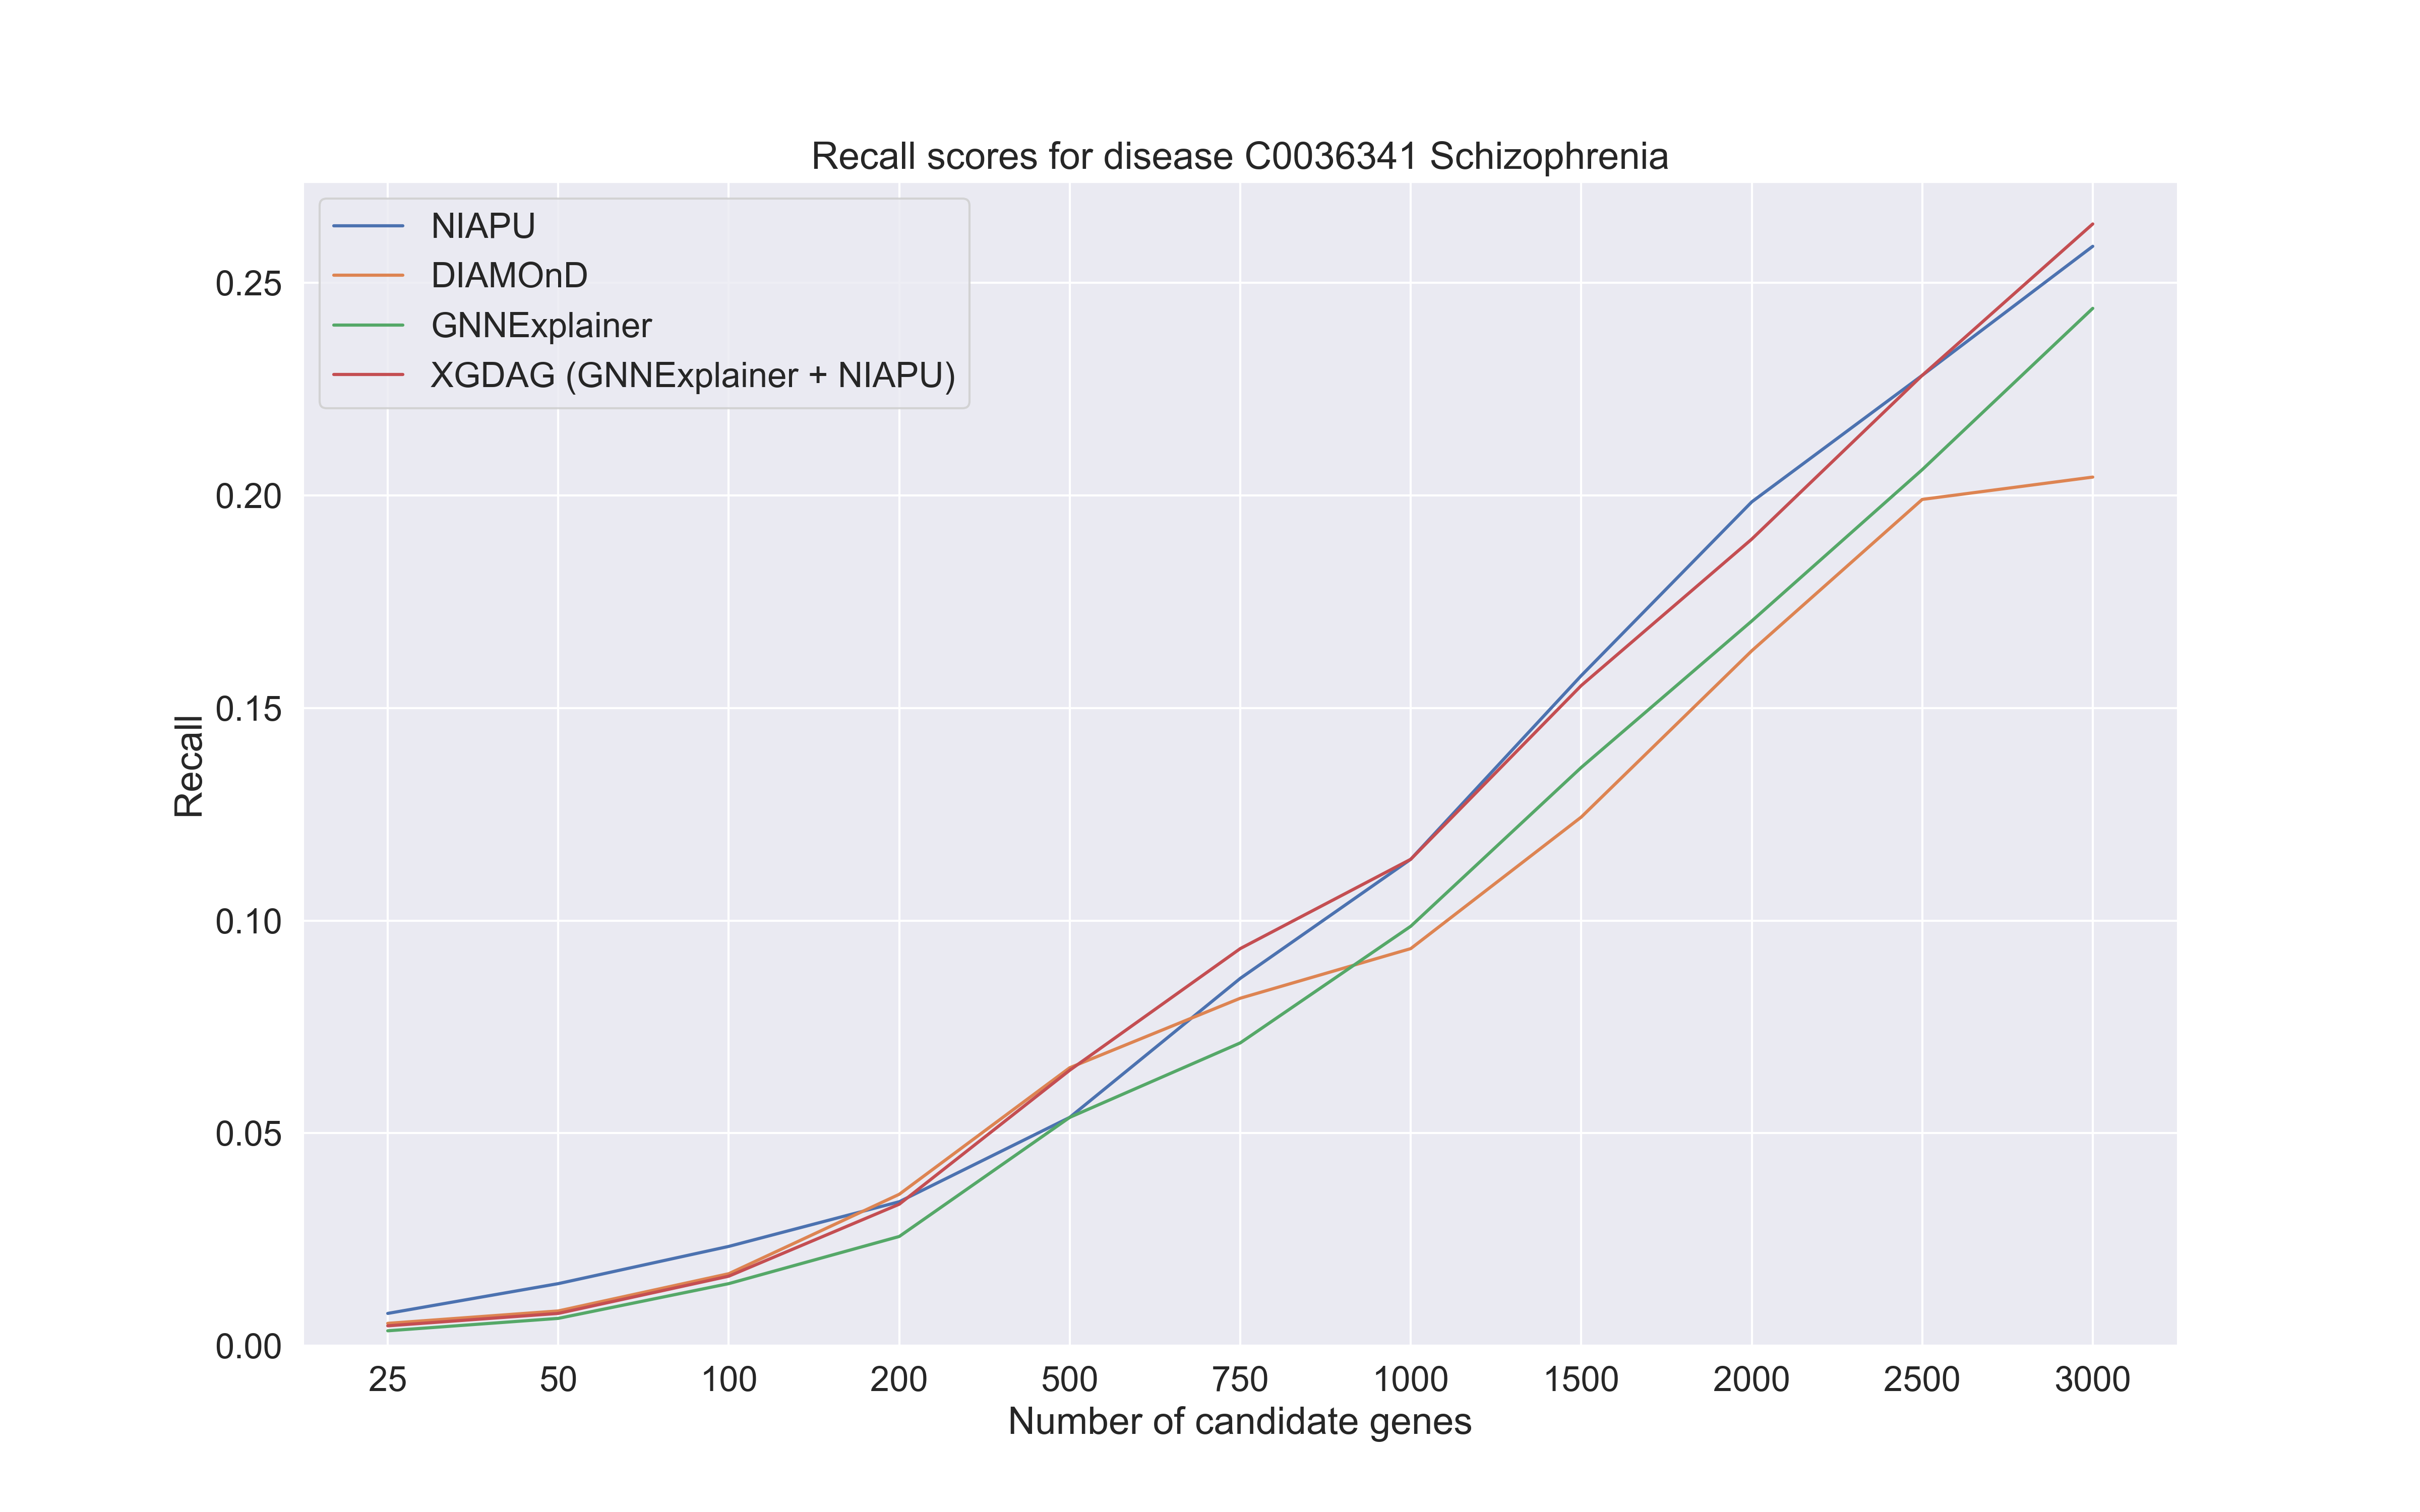 Recall scores for disease C0036341 Schizophrenia
NIAPU
DIAMOnD
GNNExplainer
XGDAG (GNNExplainer + NIAPU)
0.25
0.20
0.15
0.10
0.05
0.00
Recall
25 50 100 200 500 750 1000 1500 2000 2500 3000
Number of candidate genes